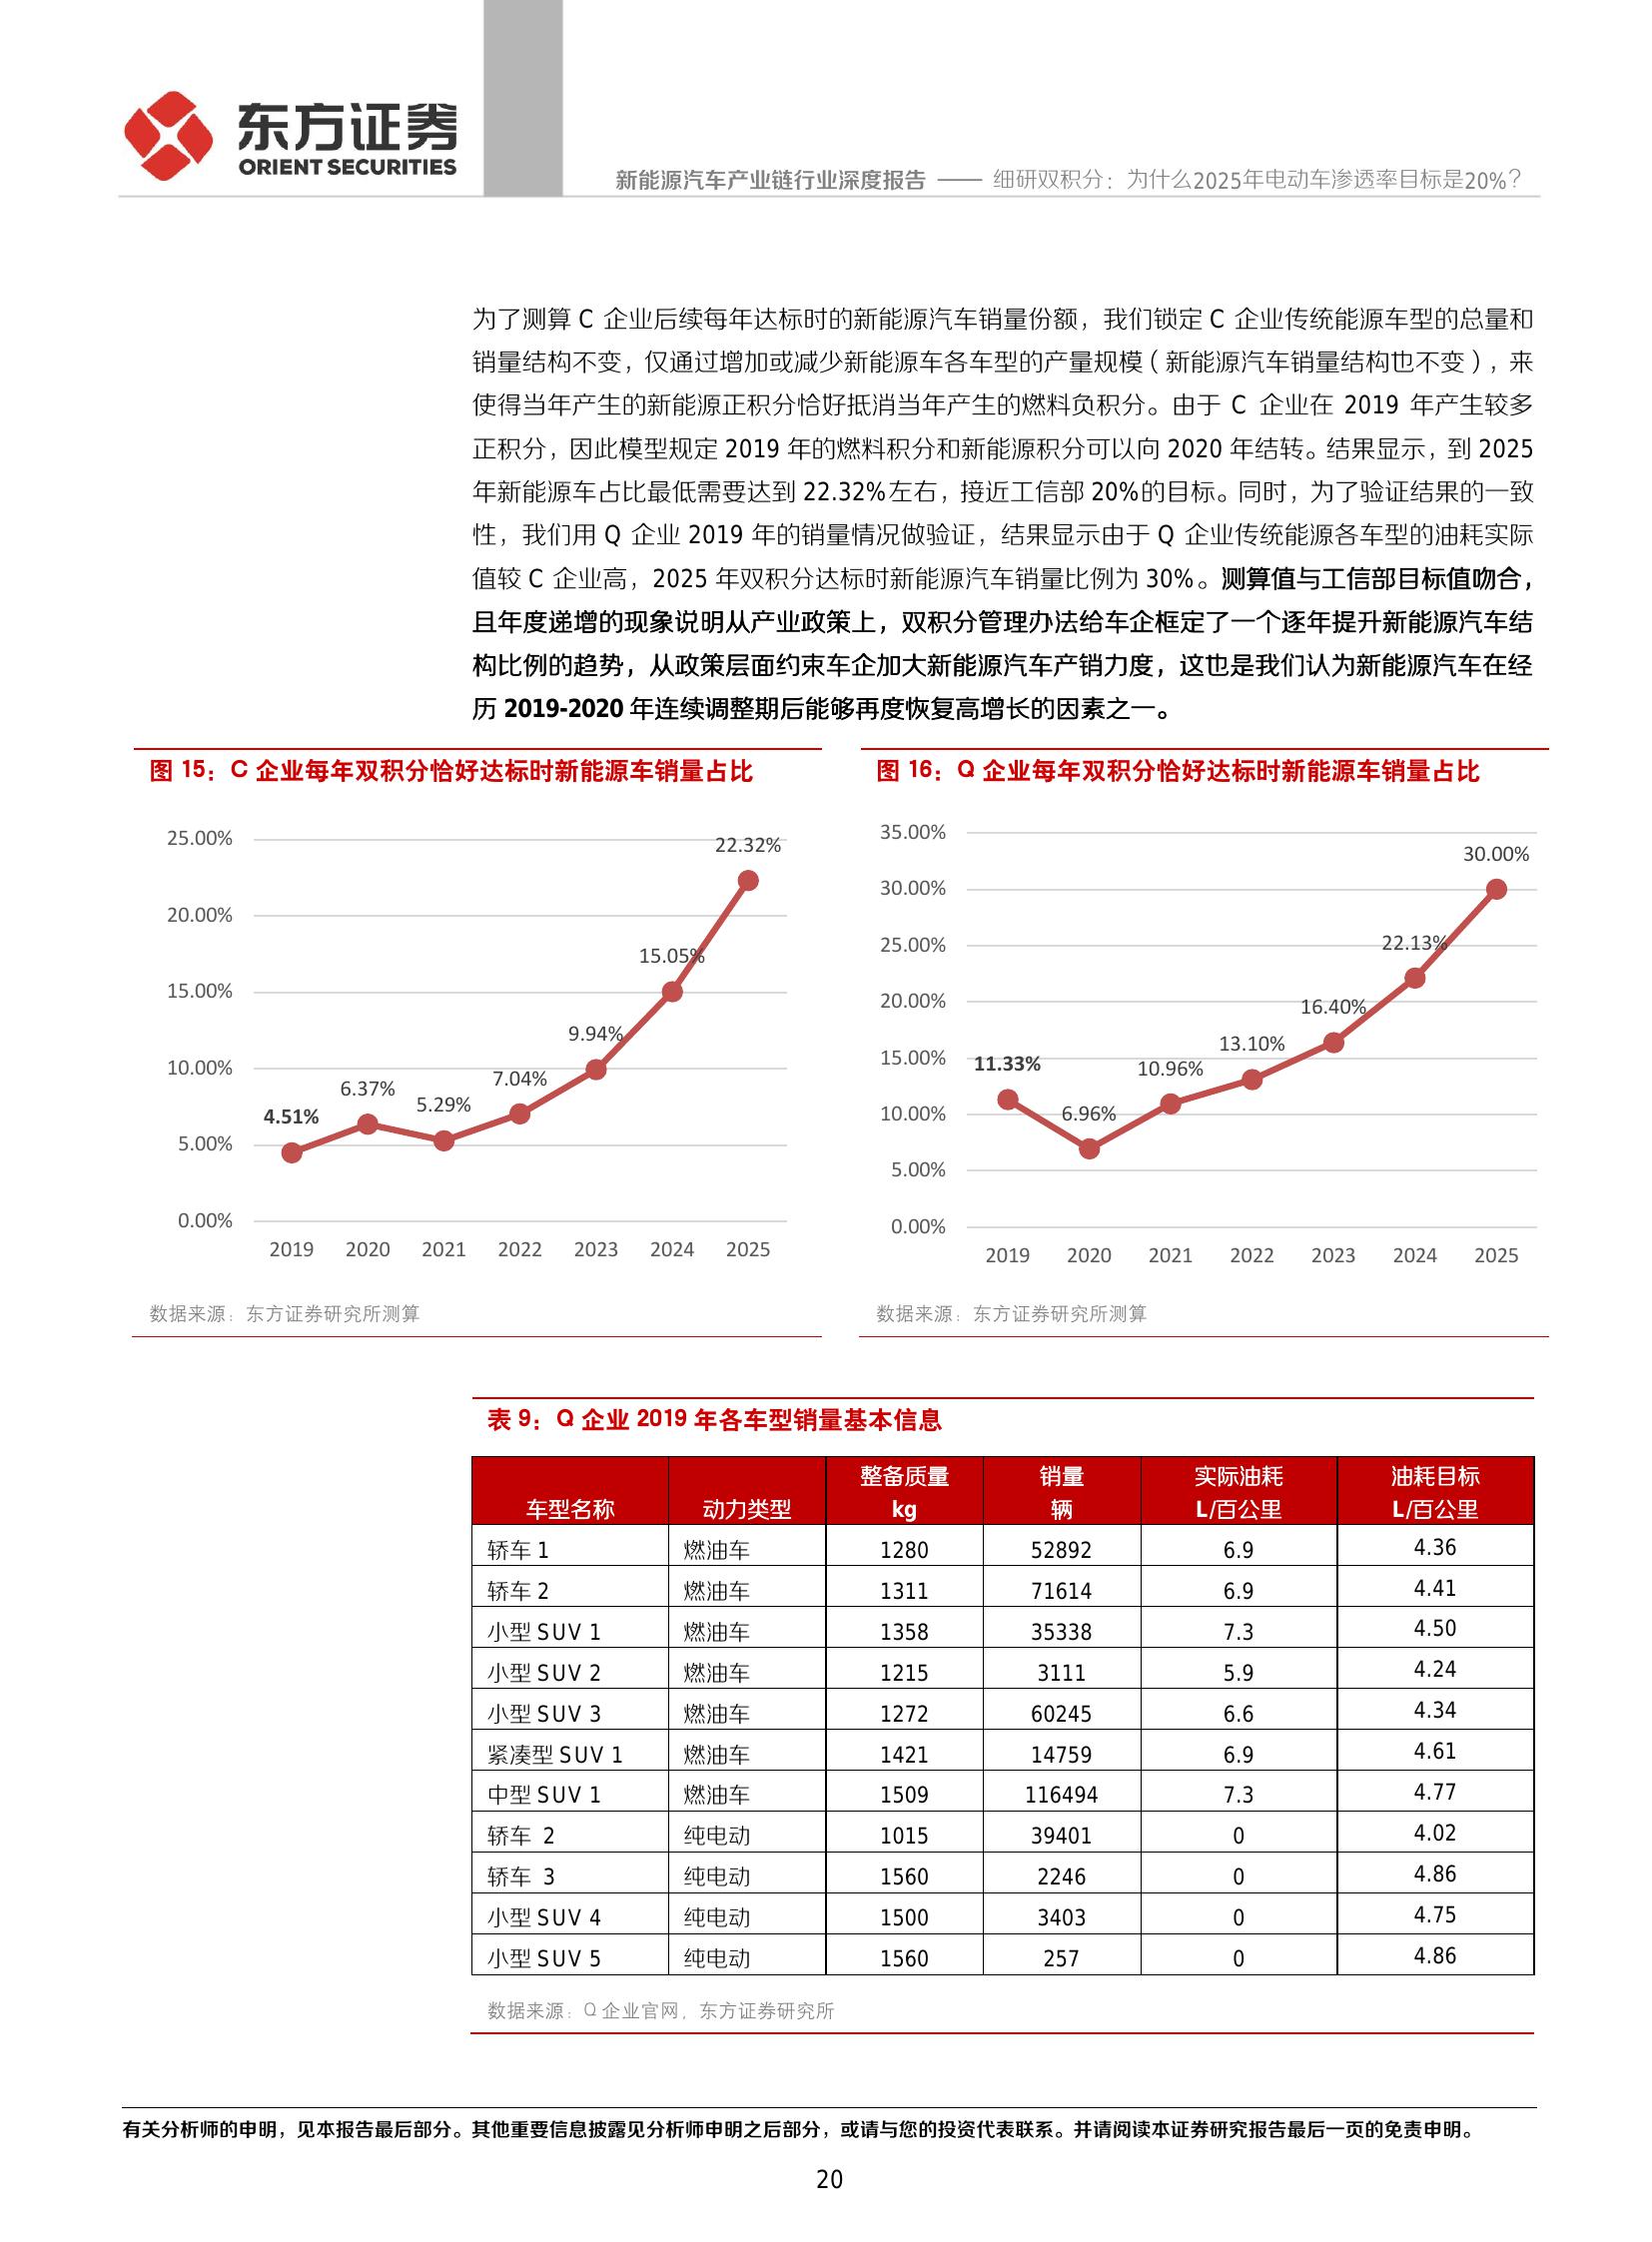 东方证券
ORIENT SECURITIES
新能源汽车产业链行业深度报告 —— 细研双积分：为什么2025年电动车渗透率目标是20%？
为了测算 C 企业后续每年达标时的新能源汽车销量份额，我们锁定 C 企业传统能源车型的总量和
销量结构不变，仅通过增加或减少新能源车各车型的产量规模（新能源汽车销量结构也不变），来
使得当年产生的新能源正积分恰好抵消当年产生的燃料负积分。由于 C 企业在 2019 年产生较多
正积分，因此模型规定 2019 年的燃料积分和新能源积分可以向 2020 年结转。结果显示，到 2025
年新能源车占比最低需要达到 22.32%左右，接近工信部 20%的目标。同时，为了验证结果的一致
性，我们用 Q 企业 2019 年的销量情况做验证，结果显示由于 Q 企业传统能源各车型的油耗实际
值较 C 企业高，2025 年双积分达标时新能源汽车销量比例为 30%。测算值与工信部目标值吻合，
且年度递增的现象说明从产业政策上，双积分管理办法给车企框定了一个逐年提升新能源汽车结
构比例的趋势，从政策层面约束车企加大新能源汽车产销力度，这也是我们认为新能源汽车在经
历 2019-2020 年连续调整期后能够再度恢复高增长的因素之一。
图 15：C 企业每年双积分恰好达标时新能源车销量占比
25.00%
20.00%
15.00%
10.00%
5.00%
0.00%
4.51%
6.37%
5.29%
7.04%
9.94%
15.05%
22.32%
2019 2020 2021 2022 2023 2024 2025
数据来源：东方证券研究所测算
图 16：Q 企业每年双积分恰好达标时新能源车销量占比
35.00%
30.00%
25.00%
20.00%
15.00%
10.00%
5.00%
0.00%
11.33%
6.96%
10.96%
13.10%
16.40%
22.13%
30.00%
2019 2020 2021 2022 2023 2024 2025
数据来源：东方证券研究所测算
表 9：Q 企业 2019 年各车型销量基本信息
整备质量 销量 实际油耗 油耗目标
车型名称 动力类型 kg 辆 L/百公里 L/百公里
轿车 1 燃油车 1280 52892 6.9 4.36
轿车 2 燃油车 1311 71614 6.9 4.41
小型 SUV 1 燃油车 1358 35338 7.3 4.50
小型 SUV 2 燃油车 1215 3111 5.9 4.24
小型 SUV 3 燃油车 1272 60245 6.6 4.34
紧凑型 SUV 1 燃油车 1421 14759 6.9 4.61
中型 SUV 1 燃油车 1509 116494 7.3 4.77
轿车 2 纯电动 1015 39401 0 4.02
轿车 3 纯电动 1560 2246 0 4.86
小型 SUV 4 纯电动 1500 3403 0 4.75
小型 SUV 5 纯电动 1560 257 0 4.86
数据来源：Q 企业官网，东方证券研究所
有关分析师的申明，见本报告最后部分。其他重要信息披露见分析师申明之后部分，或请与您的投资代表联系。并请阅读本证券研究报告最后一页的免责申明。
20